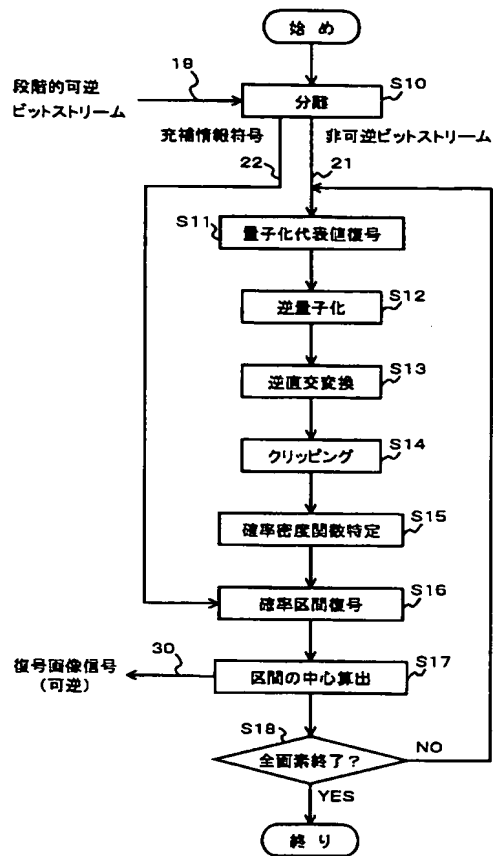 始め
段階的可逆
ビットストリーム
18
S10
分離
充補情報符号
22
非可逆ビットストリーム
21
S11
量子化代表値復号
S12
逆量子化
S13
逆直交変換
S14
クリッピング
S15
確率密度関数特定
S16
確率区間復号
復号画像信号
(可逆)
30
S17
区間の中心算出
S18
全画素終了?
NO
YES
終り